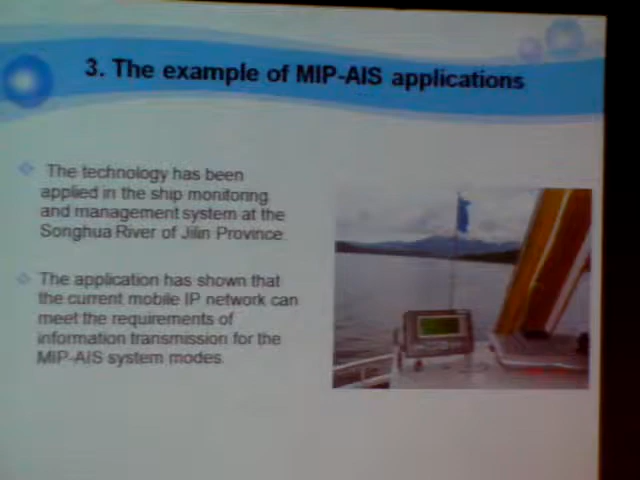 3. The example of MIP-AIS applications
The technology has been
applied in the ship monitoring
and management system at the
Songhua River of Jilin Province.
The application has shown that
the current mobile IP network can
meet the requirements of
information transmission for the
MIP-AIS system modes.